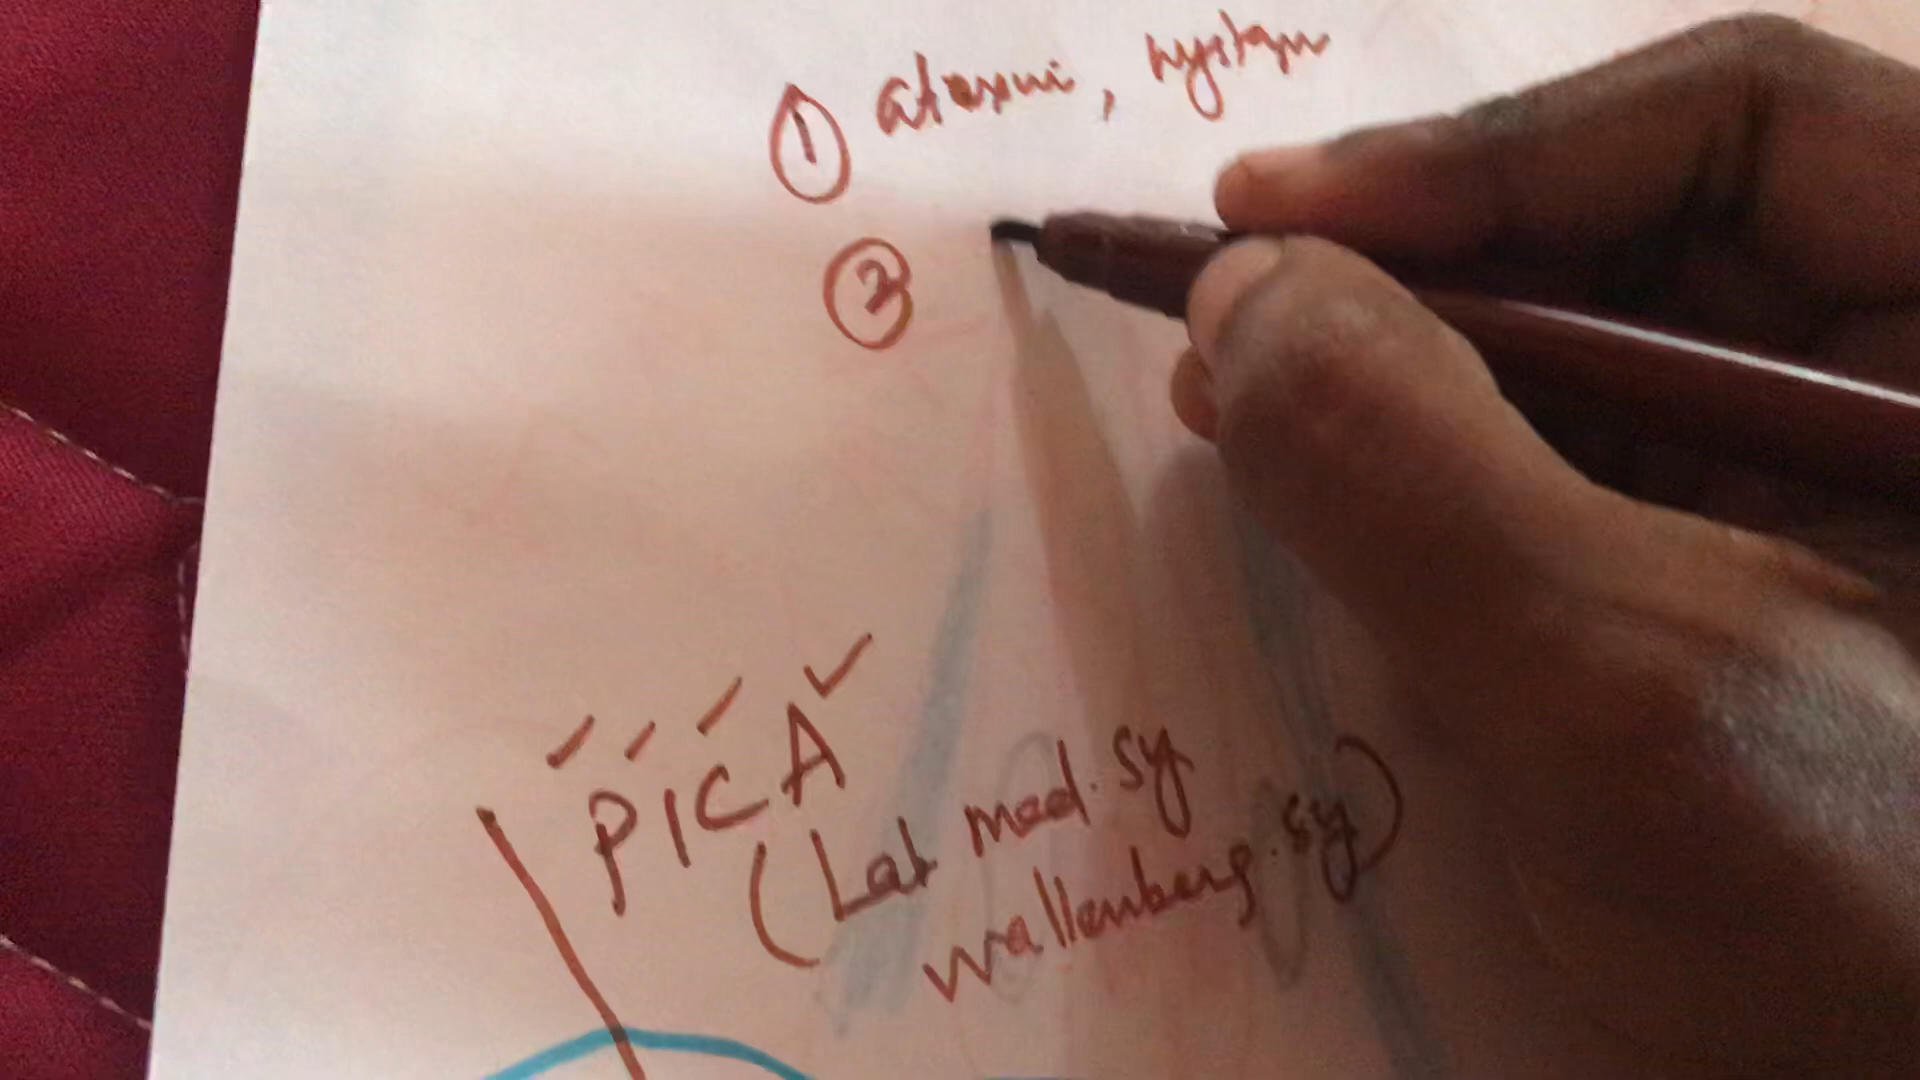 ① ataxia, nystagm
②
PICA
(Lat med. sy
wallenberg. sy)